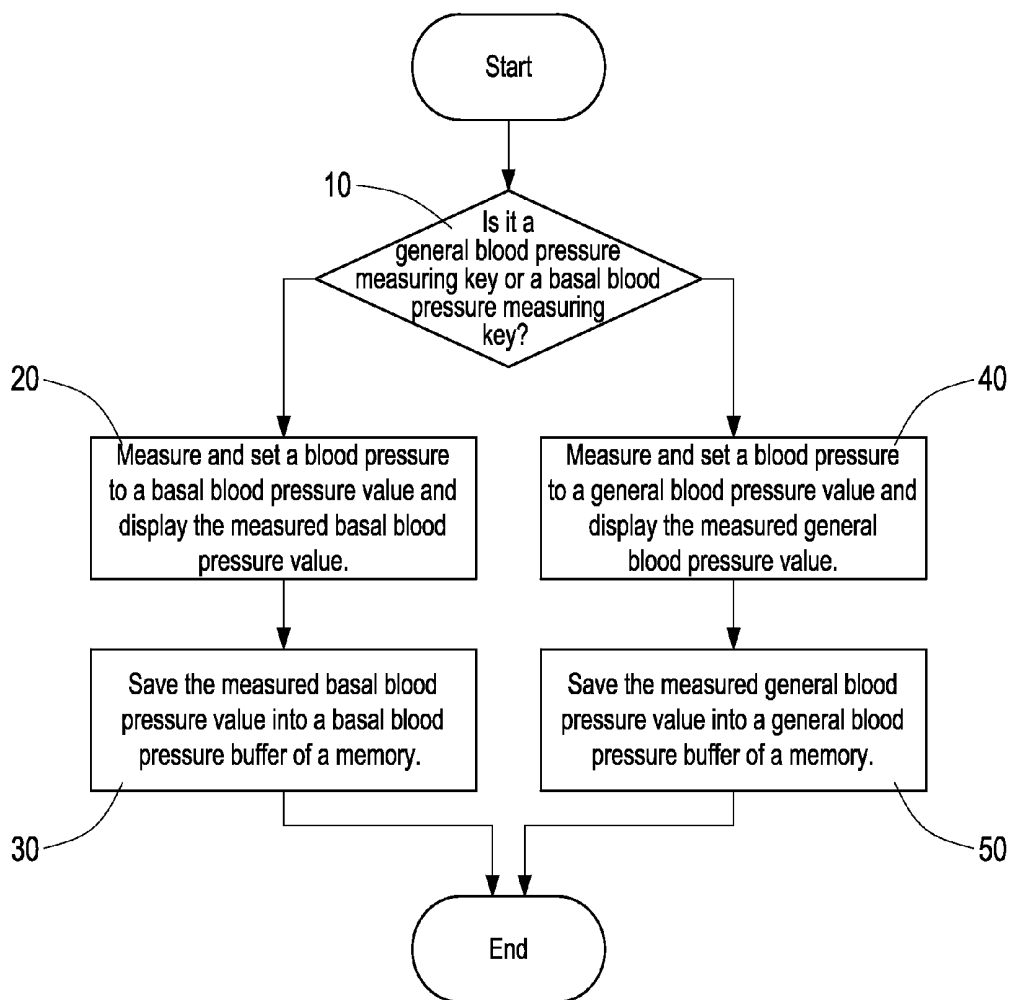 Start
10
Is it a
general blood pressure
measuring key or a basal blood
pressure measuring
key?
20
Measure and set a blood pressure
to a basal blood pressure value and
display the measured basal blood
pressure value.
40
Measure and set a blood pressure
to a general blood pressure value and
display the measured general
blood pressure value.
Save the measured basal blood
pressure value into a basal blood
pressure buffer of a memory.
30
Save the measured general blood
pressure value into a general blood
pressure buffer of a memory.
50
End